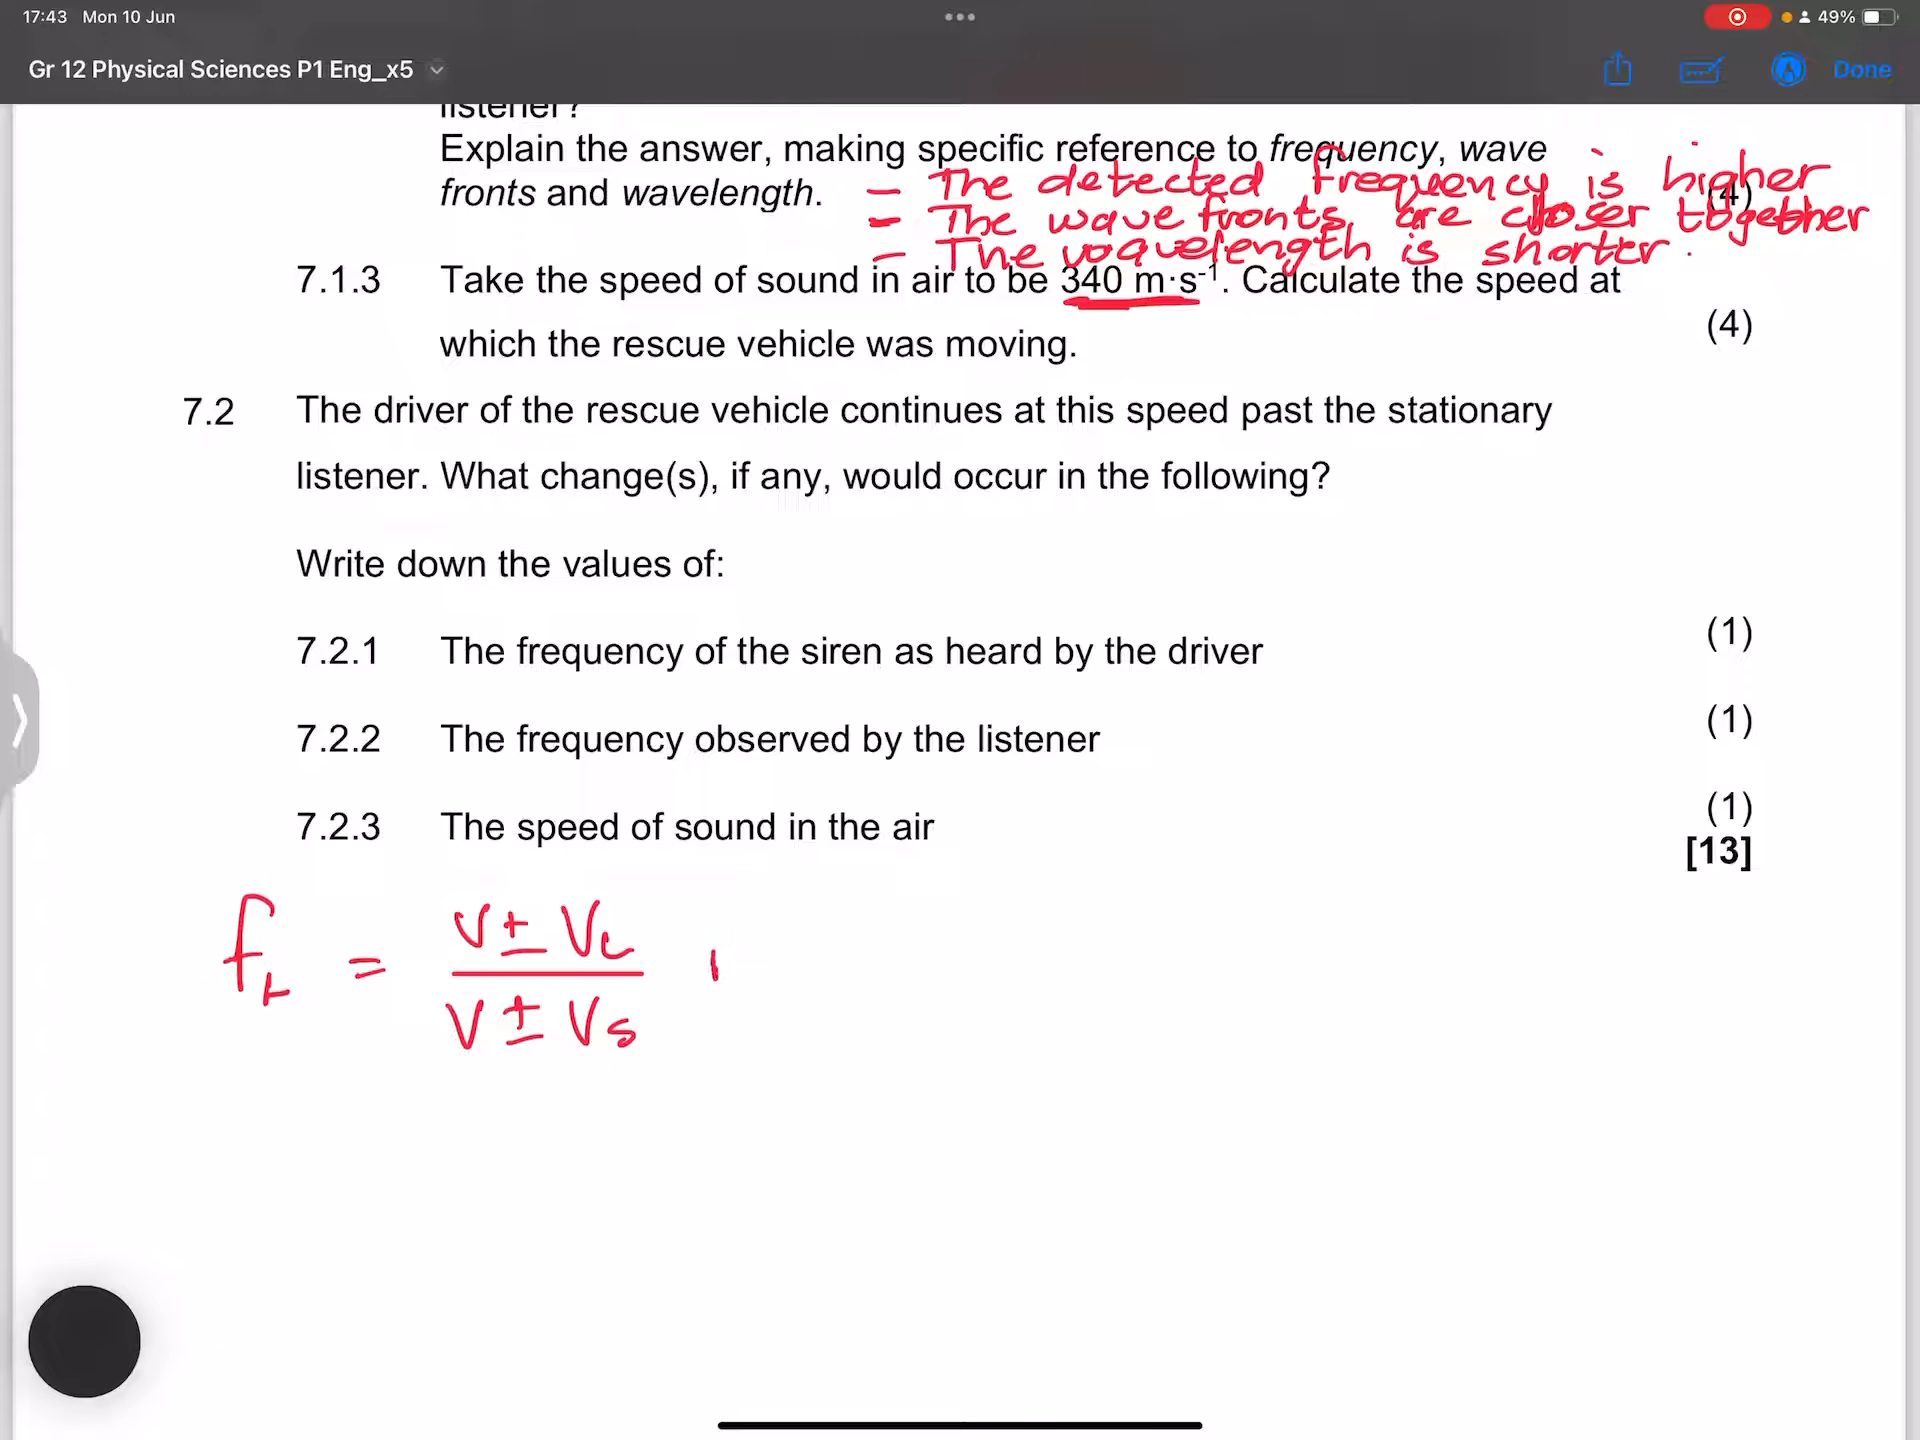 17:43 Mon 10 Jun
49%
Gr 12 Physical Sciences P1 Eng_x5
Done
listener?
Explain the answer, making specific reference to frequency, wave
fronts and wavelength. (4)
- The detected frequency is higher
- The wave fronts are closer together
- The wavelength is shorter.
7.1.3 Take the speed of sound in air to be 340 m·s⁻¹. Calculate the speed at
which the rescue vehicle was moving. (4)
7.2 The driver of the rescue vehicle continues at this speed past the stationary
listener. What change(s), if any, would occur in the following?
Write down the values of:
7.2.1 The frequency of the siren as heard by the driver (1)
7.2.2 The frequency observed by the listener (1)
7.2.3 The speed of sound in the air (1)
[13]
f_L = (v ± v_L) / (v ± v_s)